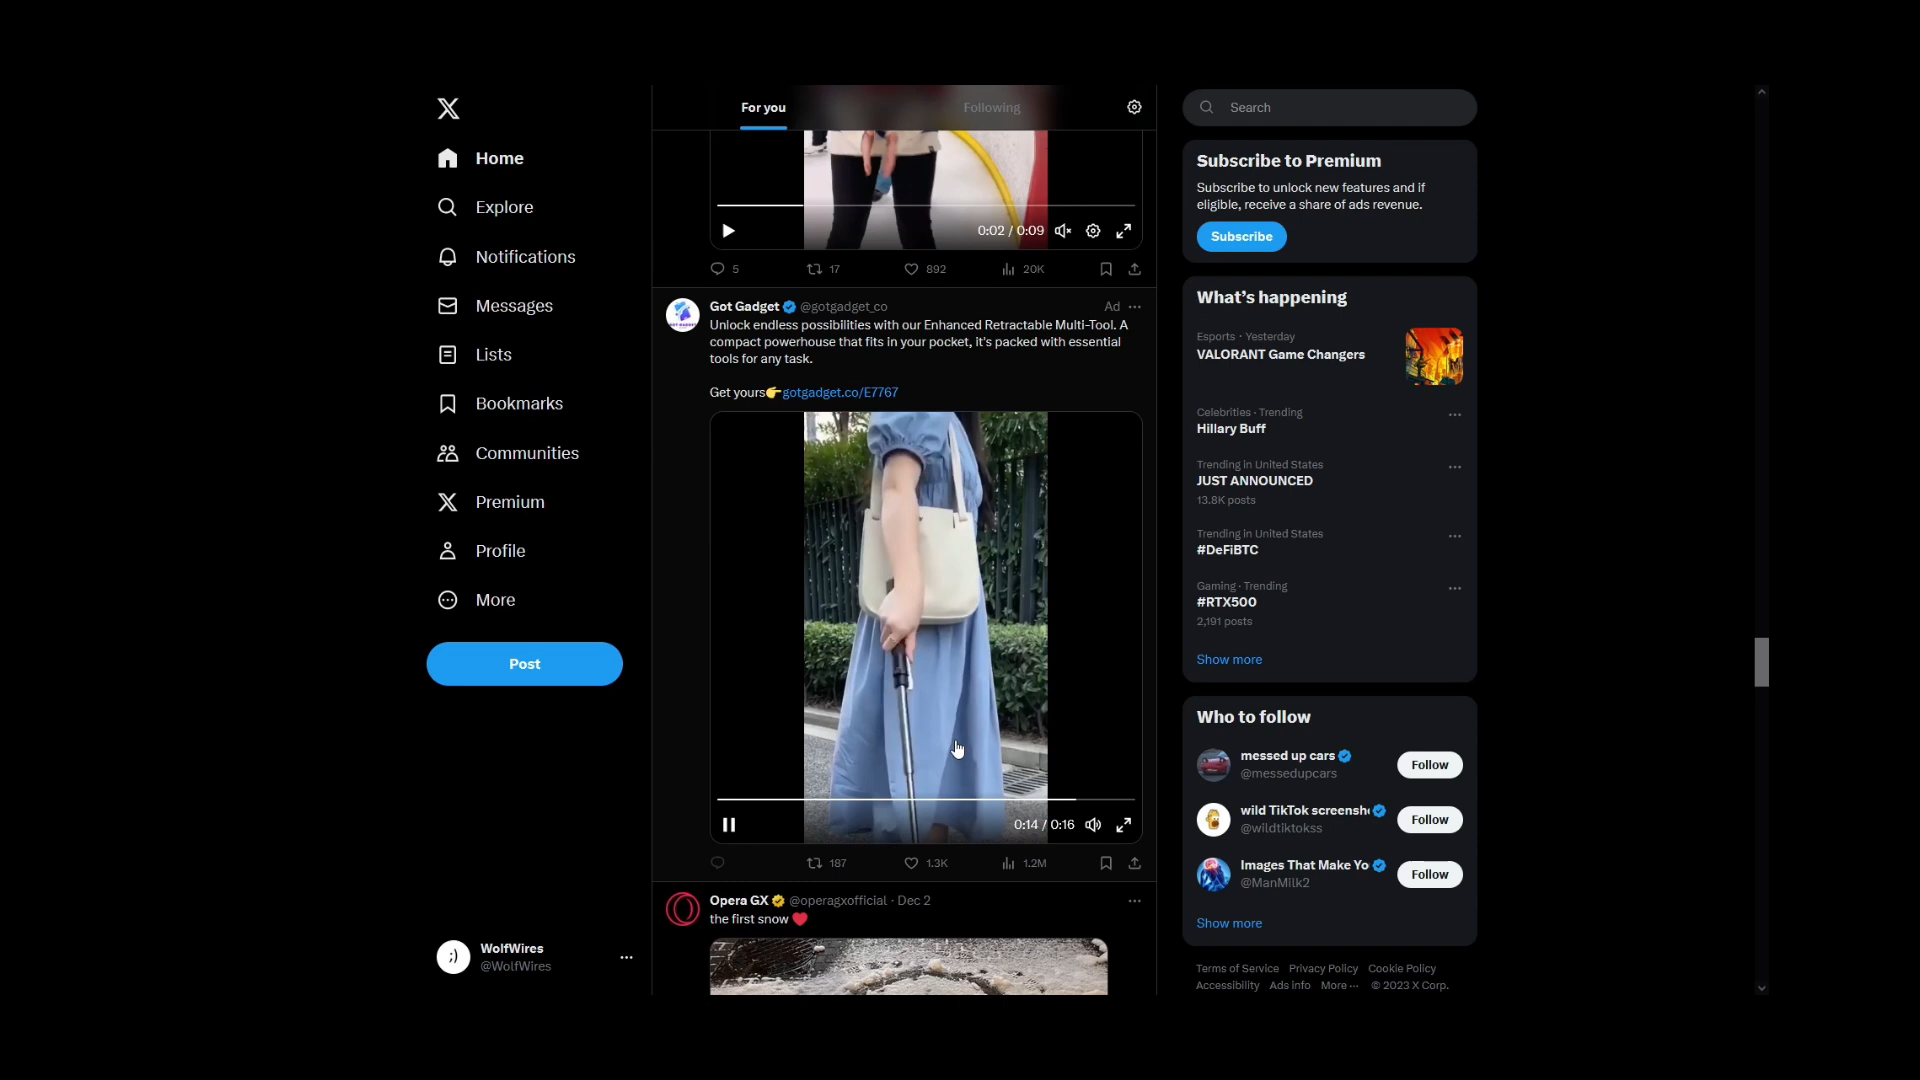 Home
Explore
Notifications
Messages
Lists
Bookmarks
Communities
Premium
Profile
More
Post
;)
WolfWires
@WolfWires
For you
Following
0:02 / 0:09
5
17
892
20K
Got Gadget @gotgadget_co
Ad
Unlock endless possibilities with our Enhanced Retractable Multi-Tool. A
compact powerhouse that fits in your pocket, it's packed with essential
tools for any task.
Get yours👉gotgadget.co/E7767
0:14 / 0:16
187
1.3K
1.2M
Opera GX @operagxofficial · Dec 2
the first snow ❤️
Search
Subscribe to Premium
Subscribe to unlock new features and if
eligible, receive a share of ads revenue.
Subscribe
What’s happening
Esports · Yesterday
VALORANT Game Changers
Celebrities · Trending
Hillary Buff
Trending in United States
JUST ANNOUNCED
13.8K posts
Trending in United States
#DeFiBTC
Gaming · Trending
#RTX500
2,191 posts
Show more
Who to follow
messed up cars
@messedupcars
Follow
wild TikTok screensh
@wildtiktokss
Follow
Images That Make Yo
@ManMilk2
Follow
Show more
Terms of Service Privacy Policy Cookie Policy
Accessibility Ads info More ··· © 2023 X Corp.